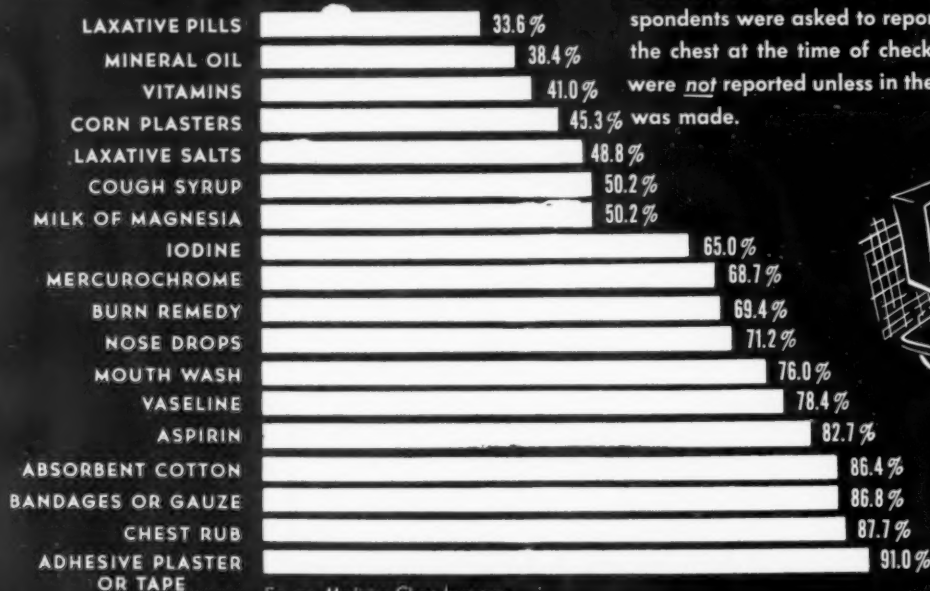 LAXATIVE PILLS 33.6%
MINERAL OIL 38.4%
VITAMINS 41.0%
CORN PLASTERS 45.3%
LAXATIVE SALTS 48.8%
COUGH SYRUP 50.2%
MILK OF MAGNESIA 50.2%
IODINE 65.0%
MERCUROCHROME 68.7%
BURN REMEDY 69.4%
NOSE DROPS 71.2%
MOUTH WASH 76.0%
VASELINE 78.4%
ASPIRIN 82.7%
ABSORBENT COTTON 86.4%
BANDAGES OR GAUZE 86.8%
CHEST RUB 87.7%
ADHESIVE PLASTER 91.0%
OR TAPE
spondents were asked to repor
the chest at the time of check
were not reported unless in the
was made.